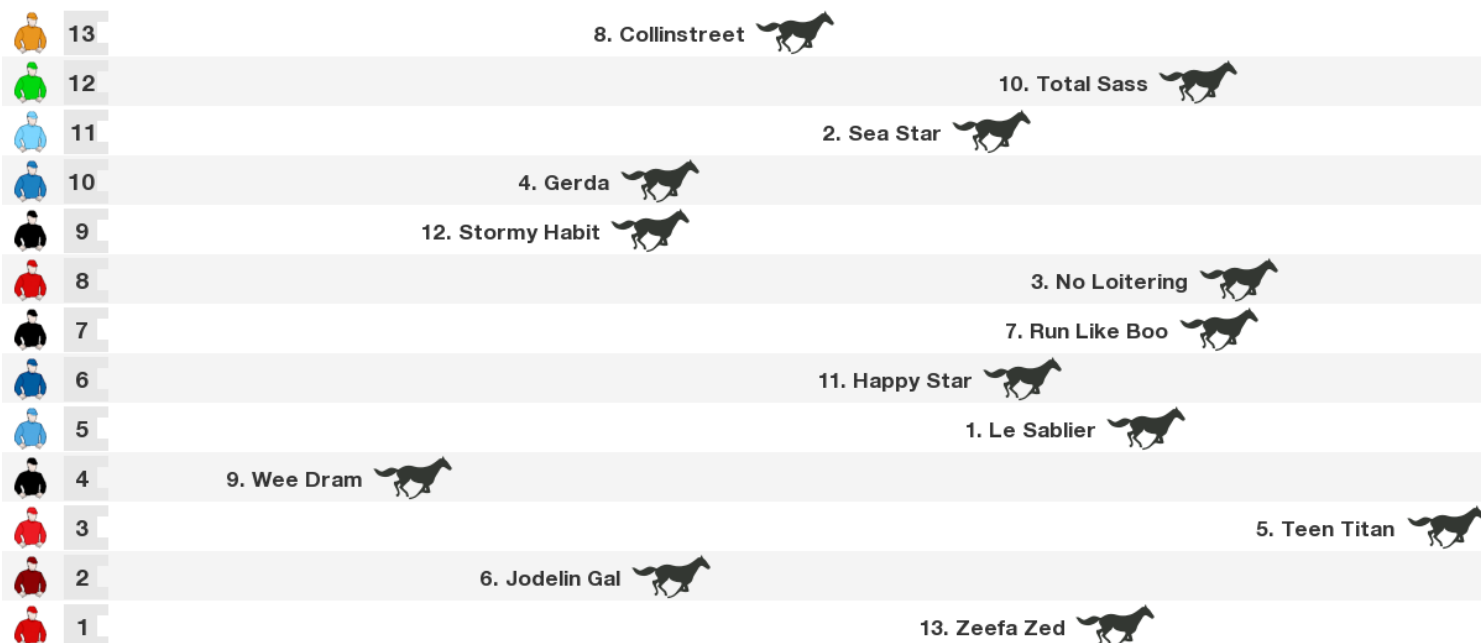 13 8. Collinstreet
12 10. Total Sass
11 2. Sea Star
10 4. Gerda
9 12. Stormy Habit
8 3. No Loitering
7 7. Run Like Boo
6 11. Happy Star
5 1. Le Sablier
4 9. Wee Dram
3 5. Teen Titan
2 6. Jodelin Gal
1 13. Zeefa Zed